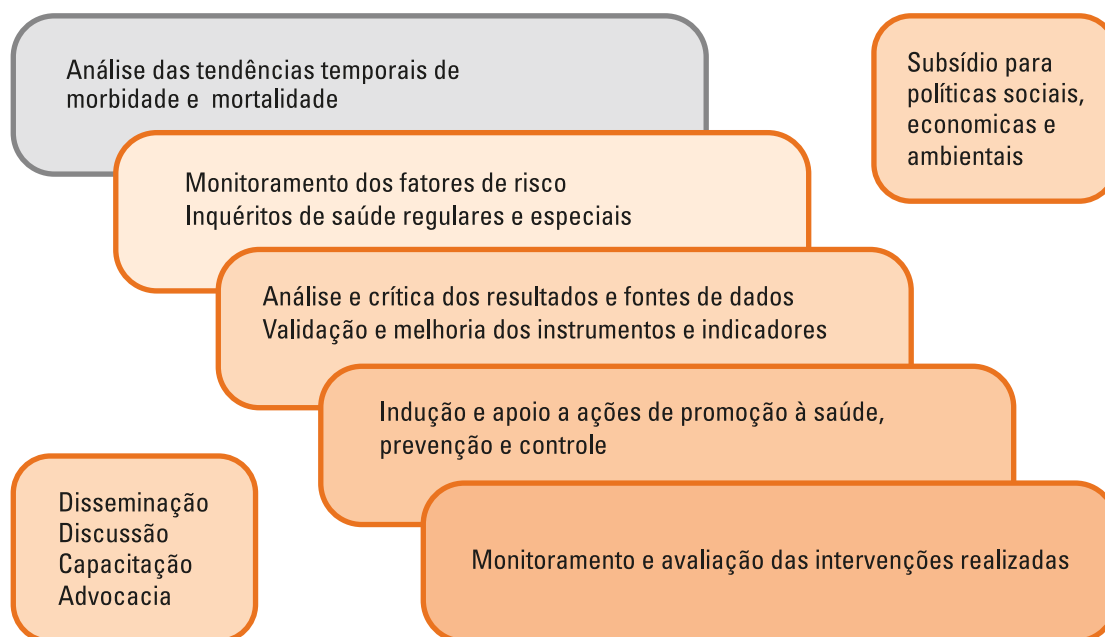 Análise das tendências temporais de
morbidade e mortalidade
Subsídio para
políticas sociais,
economicas e
ambientais
Monitoramento dos fatores de risco
Inquéritos de saúde regulares e especiais
Análise e crítica dos resultados e fontes de dados
Validação e melhoria dos instrumentos e indicadores
Indução e apoio a ações de promoção à saúde,
prevenção e controle
Disseminação
Discussão
Capacitação
Advocacia
Monitoramento e avaliação das intervenções realizadas